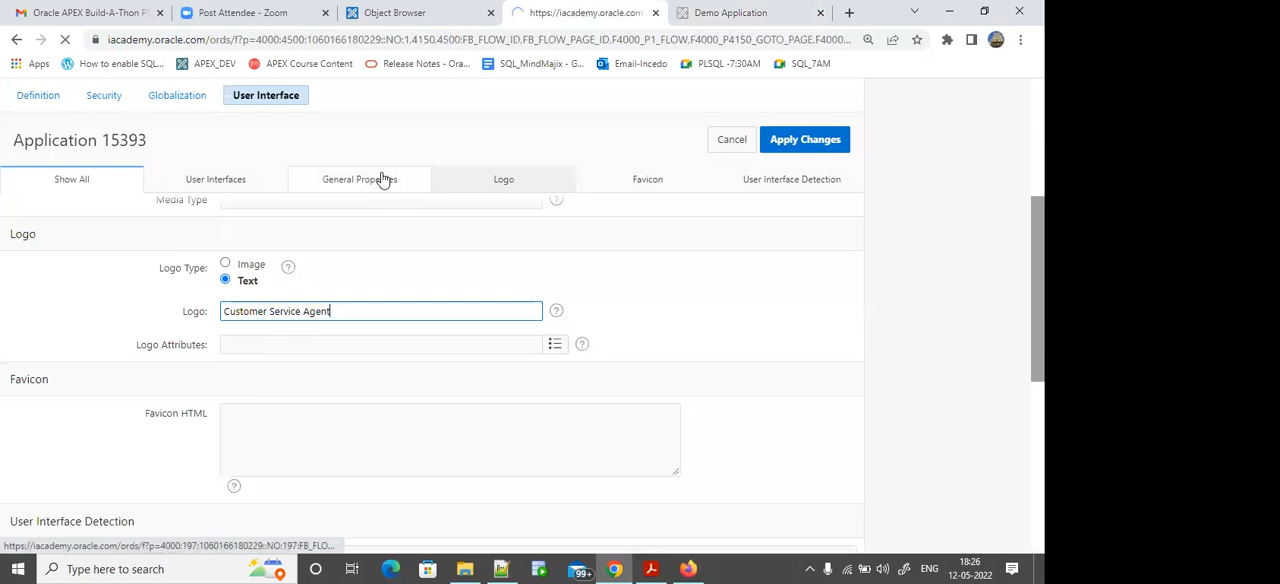 Oracle APEX Build-A-Thon Pl
Post Attendee - Zoom
Object Browser
https://iacademy.oracle.com/ords
Demo Application
iacademy.oracle.com/ords/f?p=4000:4500:1060166180229::NO:1,4150,4500:FB_FLOW_ID,FB_FLOW_PAGE_ID,F4000_P1_FLOW,F4000_P4150_GOTO_PAGE,F4000...
Apps
How to enable SQL...
APEX_DEV
APEX Course Content
Release Notes - Ora...
SQL_MindMajix - G...
Email-Incedo
PLSQL -7:30AM
SQL_7AM
Definition
Security
Globalization
User Interface
Application 15393
Cancel
Apply Changes
Show All
User Interfaces
General Properties
Logo
Favicon
User Interface Detection
Media Type
Logo
Logo Type:
Image
Text
Logo:
Customer Service Agent
Logo Attributes:
Favicon
Favicon HTML
User Interface Detection
https://iacademy.oracle.com/ords/f?p=4000:197:1060166180229::NO:197:FB_FLO...
Type here to search
99+
ENG
18:26
12-05-2022